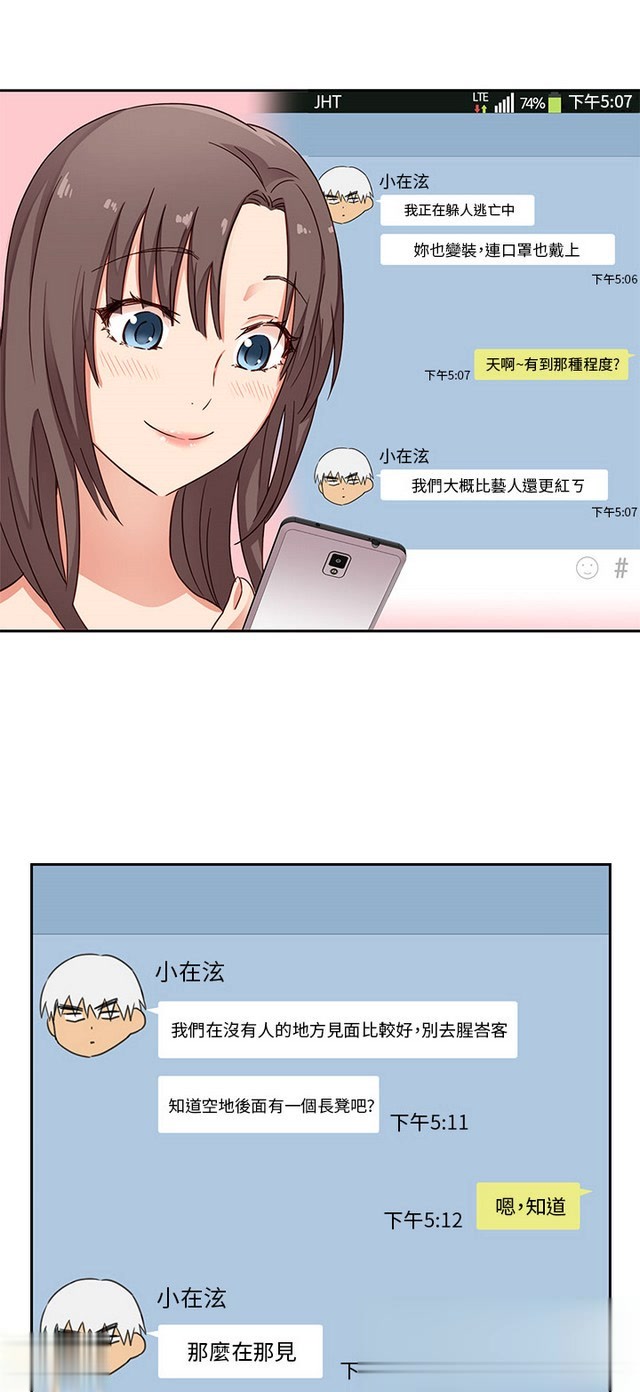 JHT LTE 74% 下午5:07
小在泫
我正在躲人逃亡中
妳也變裝,連口罩也戴上
下午5:06
天啊~有到那種程度?
下午5:07
小在泫
我們大概比藝人還更紅ㄎ
下午5:07
#
小在泫
我們在沒有人的地方見面比較好,別去腥峇客
知道空地後面有一個長凳吧?
下午5:11
嗯,知道
下午5:12
小在泫
那麼在那見
下